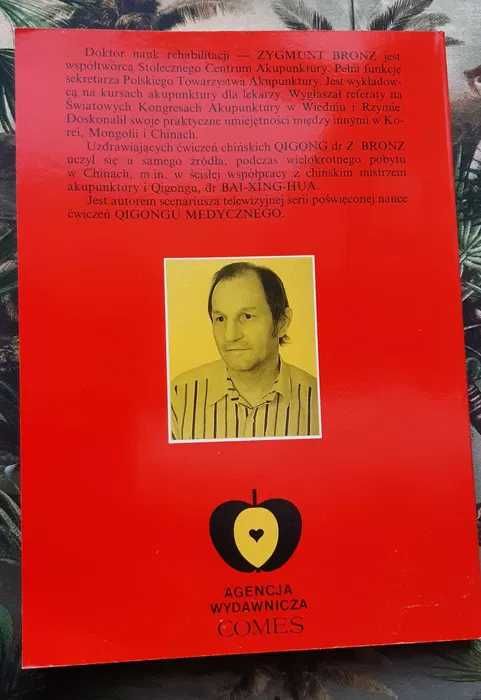 Doktor nauk rehabilitacji — ZYGMUNT BRONZ jest
współtwórcą Stołecznego Centrum Akupunktury. Pełni funkcję
sekretarza Polskiego Towarzystwa Akupunktury. Jest wykładow-
cą na kursach akupunktury dla lekarzy. Wygłaszał referaty na
Światowych Kongresach Akupunktury w Wiedniu i Rzymie.
Doskonalił swoje praktyczne umiejętności między innymi w Ko-
rei, Mongolii i Chinach.
Uzdrawiających ćwiczeń chińskich QIGONG dr Z. BRONZ
uczył się u samego źródła, podczas wielokrotnego pobytu
w Chinach, m.in. w ścisłej współpracy z chińskim mistrzem
akupunktury i Qigongu, dr BAI-XING-HUA.
Jest autorem scenariusza telewizyjnej serii poświęconej nauce
ćwiczeń QIGONGU MEDYCZNEGO.
AGENCJA
WYDAWNICZA
COMES